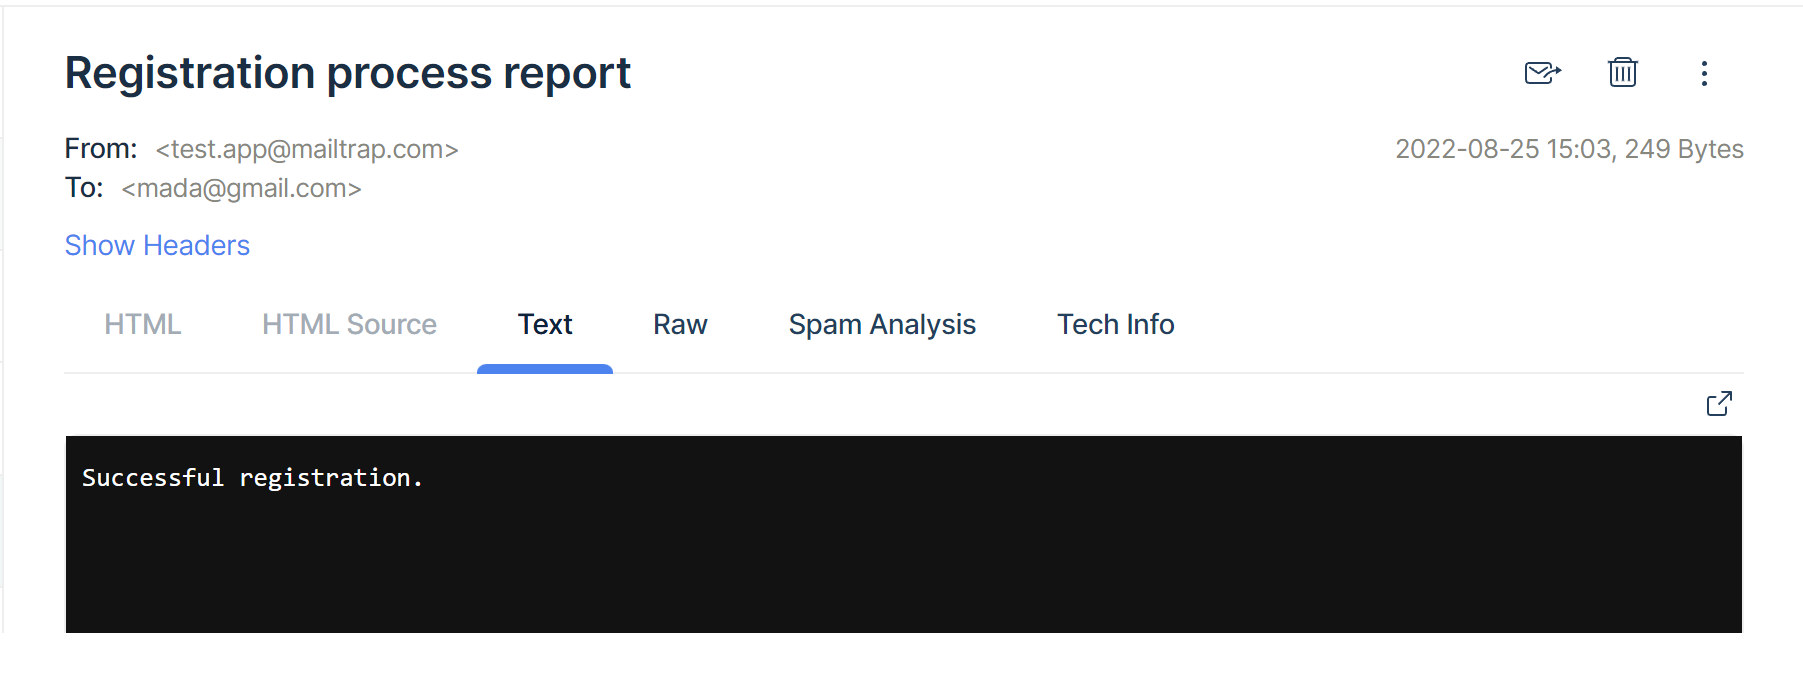 Registration process report
From: <test.app@mailtrap.com>
2022-08-25 15:03, 249 Bytes
To: <mada@gmail.com>
Show Headers
HTML HTML Source Text Raw Spam Analysis Tech Info
Successful registration.